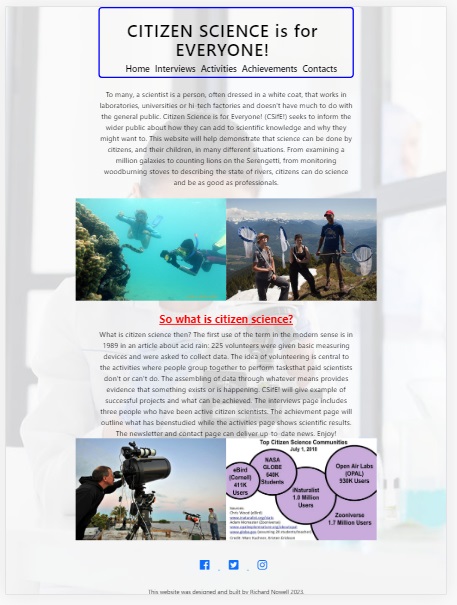 CITIZEN SCIENCE is for
EVERYONE!
Home Interviews Activities Achievements Contacts
To many, a scientist is a person, often dressed in a white coat, that works in
laboratories, universities or hi-tech factories and doesn't have much to do with
the general public. Citizen Science is for Everyone! (CSifE!) seeks to inform the
wider public about how they can add to scientific knowledge and why they
might want to. This website will help demonstrate that science can be done by
citizens, and their children, in many different situations. From examining a
million galaxies to counting lions on the Serengetti, from monitoring
woodburning stoves to describing the state of rivers, citizens can do science
and be as good as professionals.
So what is citizen science?
What is citizen science then? The first use of the term in the modern sense is in
1989 in an article about acid rain: 225 volunteers were given basic measuring
devices and were asked to collect data. The idea of volunteering is central to
the activities where people group together to perform tasksthat paid scientists
don't or can't do. The assembling of data through whatever means provides
evidence that something exists or is happening. CSifE! will give example of
successful projects and what can be achieved. The interviews page includes
three people who have been active citizen scientists. The achievment page will
outline what has beenstudied while the activities page shows scientific results.
The newsletter and contact page can deliver up-to-date news. Enjoy!
Top Citizen Science Communities
July 1, 2018
eBird
(Cornell)
411K
Users
NASA
GLOBE
640K
Students
iNaturalist
1.0 Million
Users
Open Air Labs
(OPAL)
930K Users
Zooniverse
1.7 Million Users
This website was designed and built by Richard Nowell 2023.